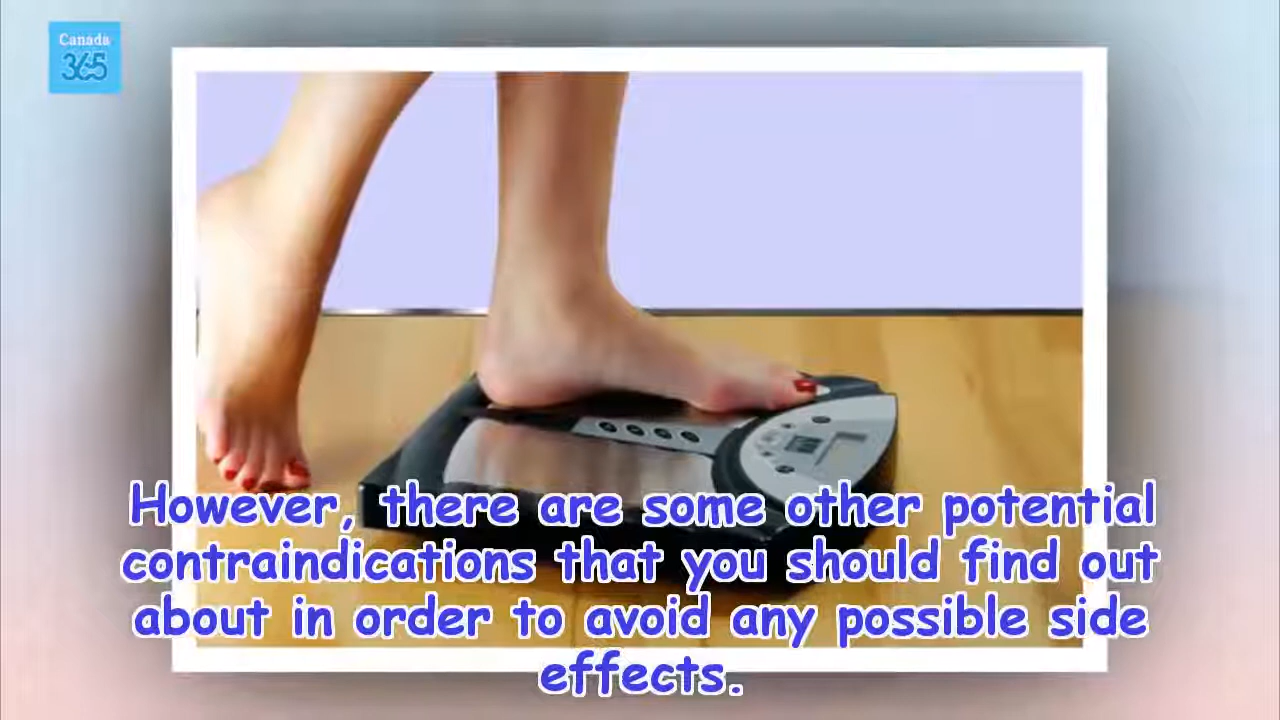 Canada
365
However, there are some other potential
contraindications that you should find out
about in order to avoid any possible side
effects.